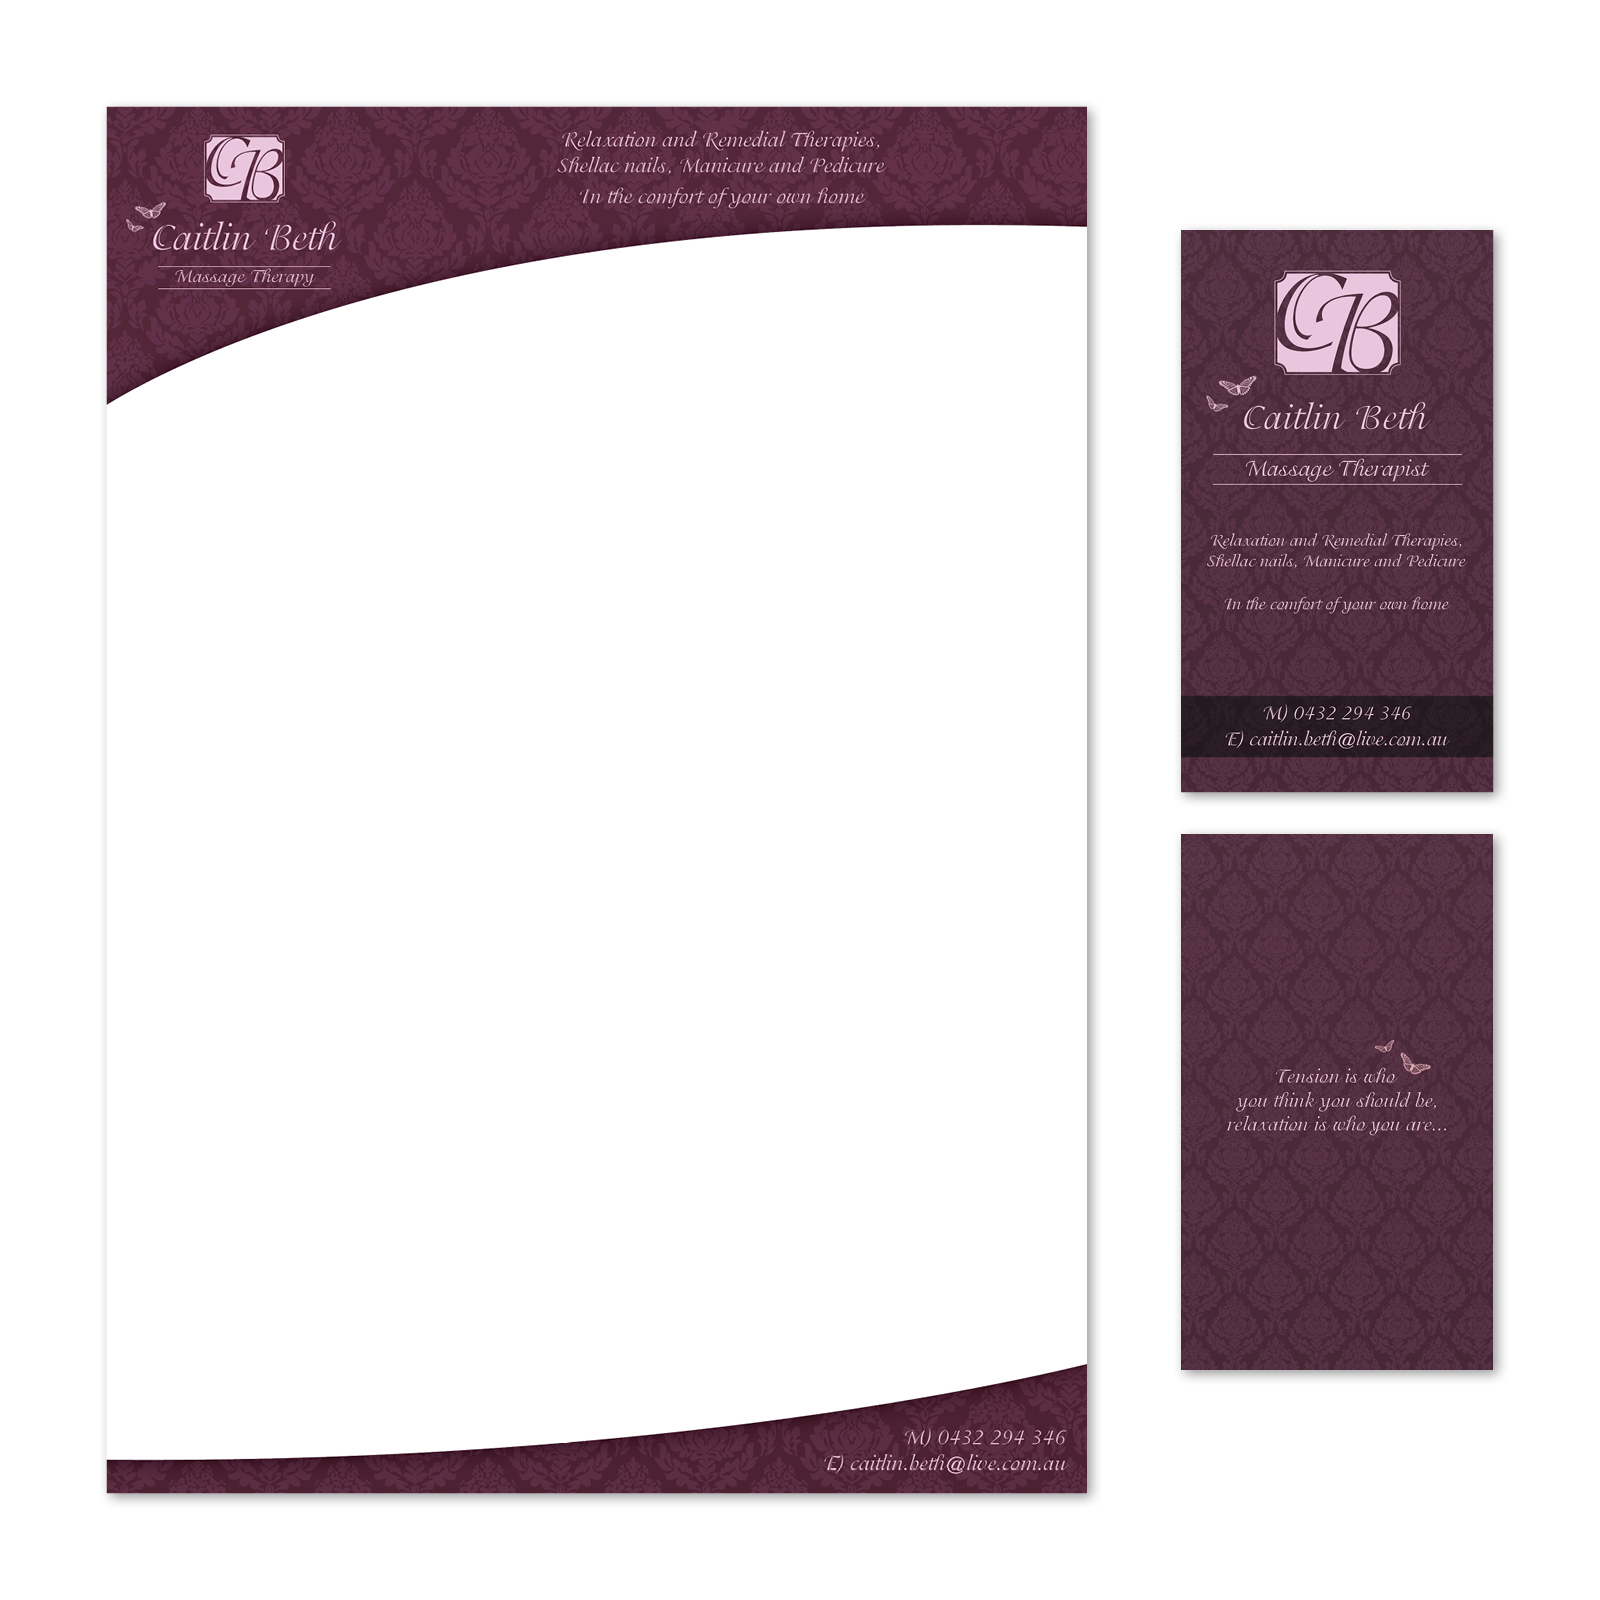 CB
Caitlin Beth
Massage Therapy
Relaxation and Remedial Therapies,
Shellac nails, Manicure and Pedicure
In the comfort of your own home
M) 0432 294 346
E) caitlin.beth@live.com.au
CB
Caitlin Beth
Massage Therapist
Relaxation and Remedial Therapies,
Shellac nails, Manicure and Pedicure
In the comfort of your own home
M) 0432 294 346
E) caitlin.beth@live.com.au
Tension is who
you think you should be,
relaxation is who you are...